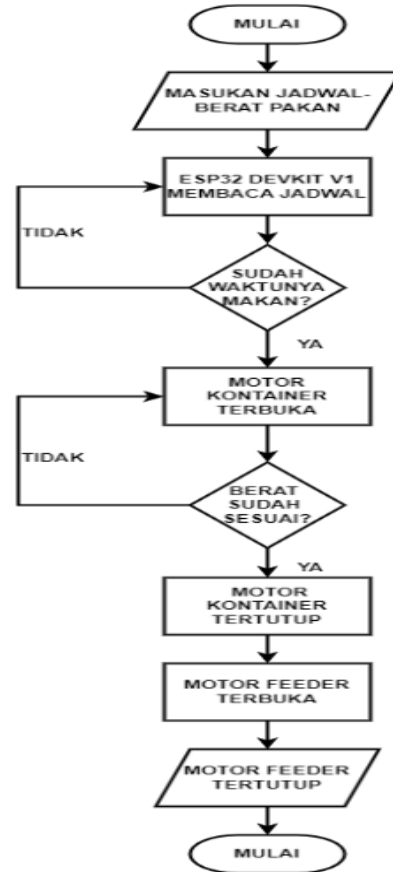 MULAI
MASUKAN JADWAL-
BERAT PAKAN
ESP32 DEVKIT V1
MEMBACA JADWAL
TIDAK
SUDAH
WAKTUNYA
MAKAN?
YA
MOTOR
KONTAINER
TERBUKA
TIDAK
BERAT
SUDAH
SESUAI?
YA
MOTOR
KONTAINER
TERTUTUP
MOTOR FEEDER
TERBUKA
MOTOR FEEDER
TERTUTUP
MULAI